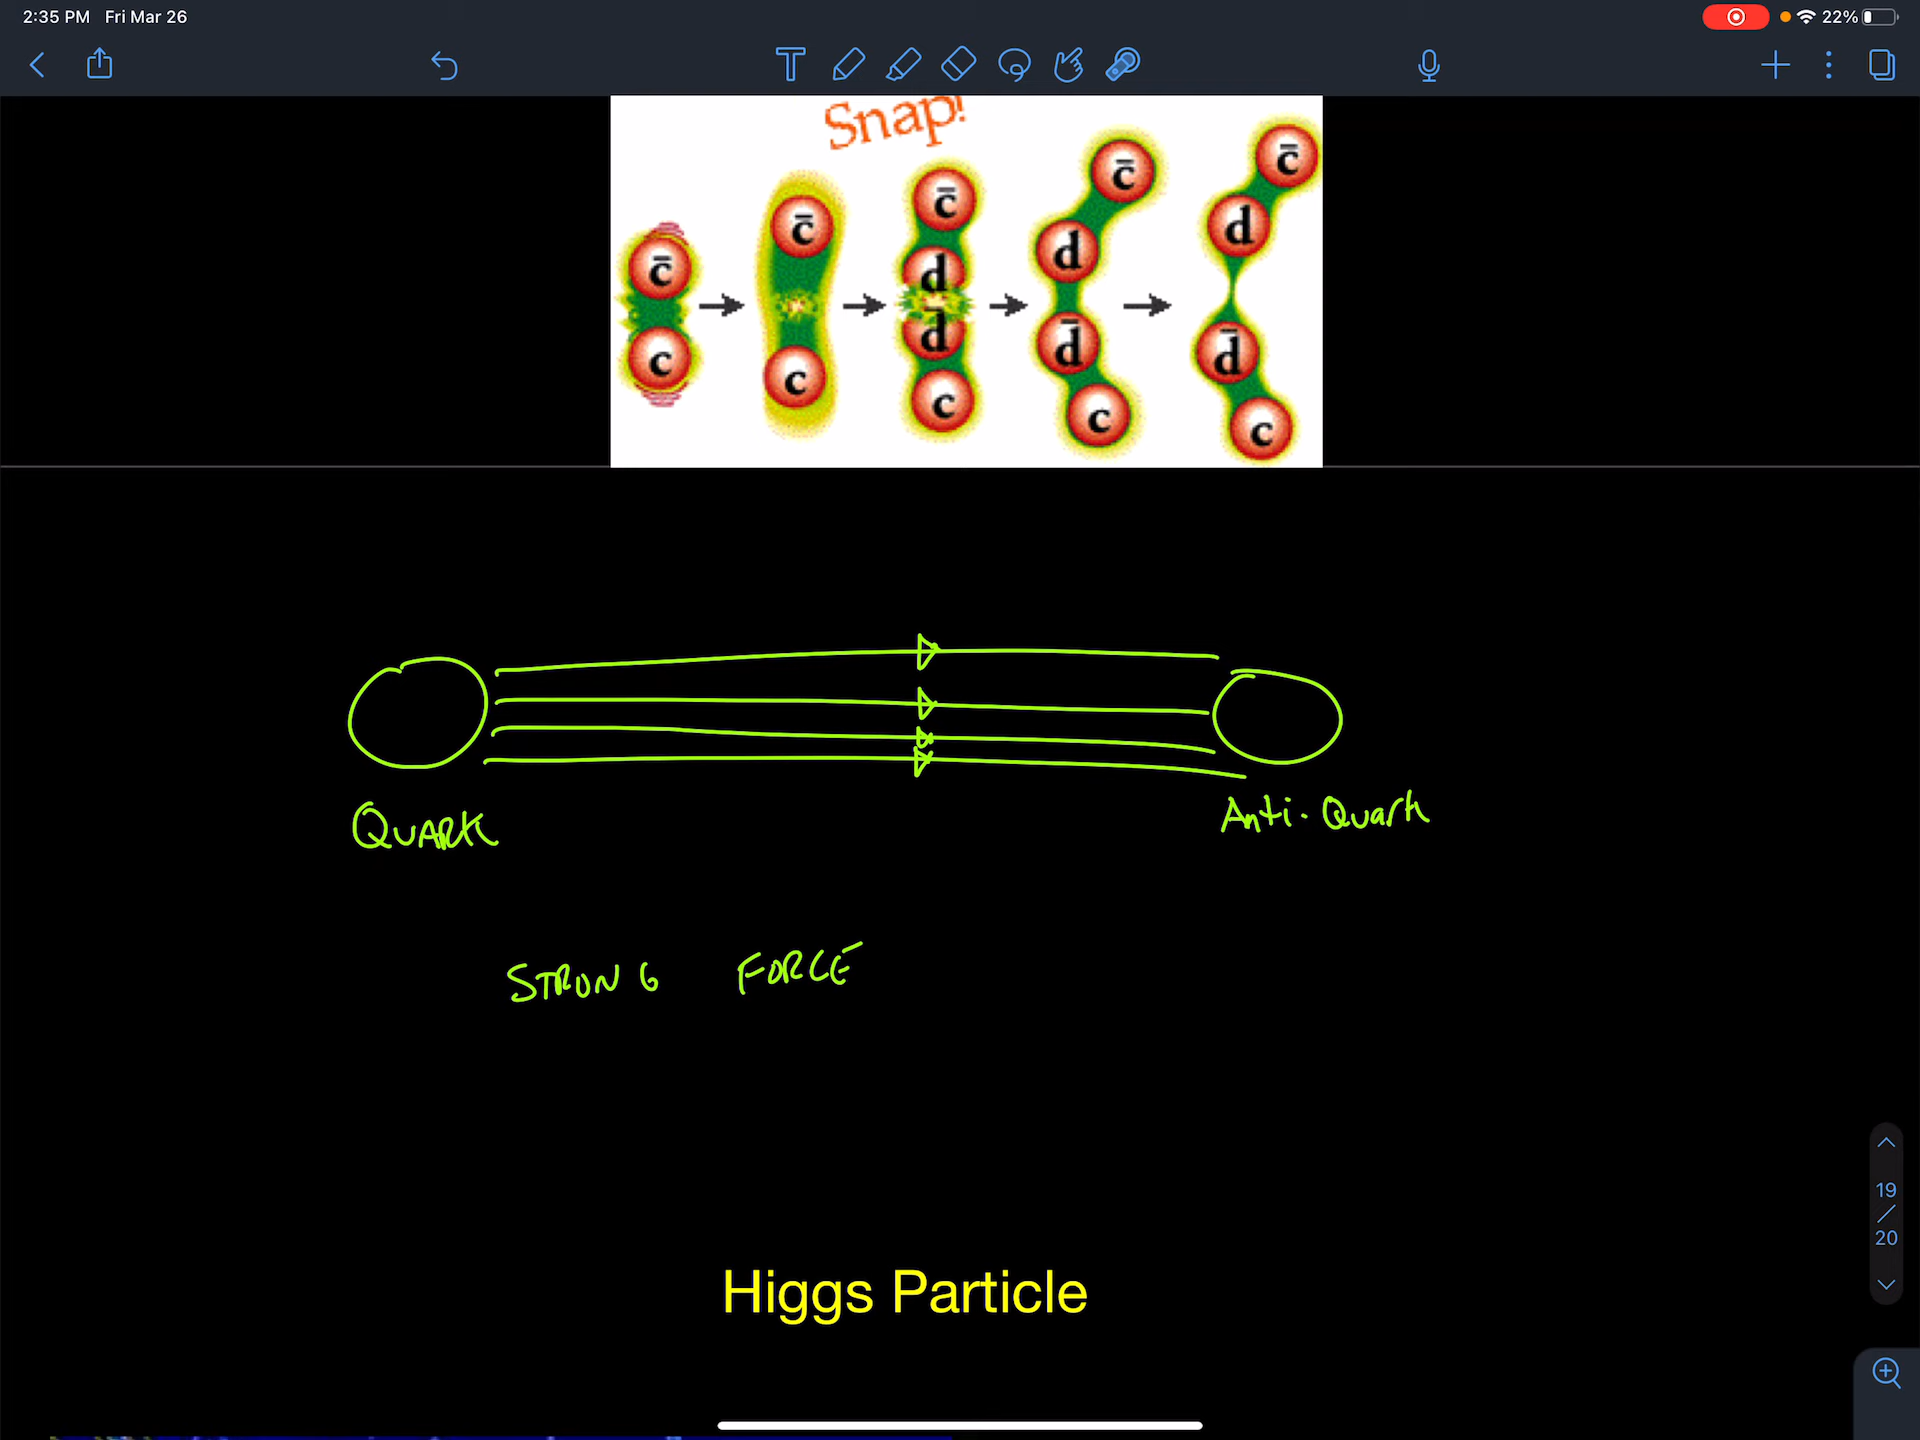 2:35 PM Fri Mar 26
22%
T
Snap!
c̄ c̄ c̄ c̄ c̄
d d d
d̄ d̄ d̄
c c c c c
QUARK Anti-Quark
STRONG FORCE
19
/
20
Higgs Particle